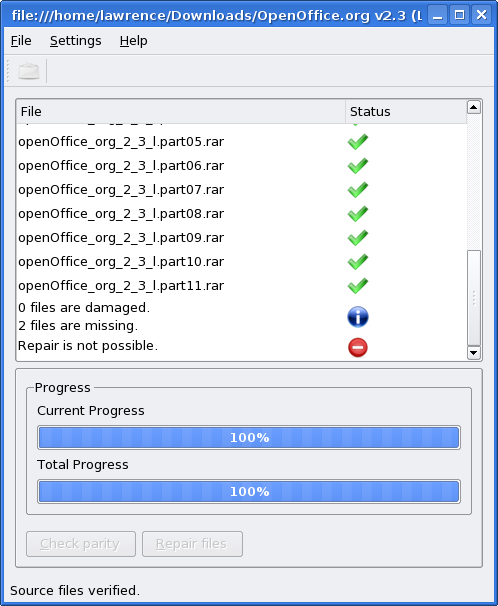 file:///home/lawrence/Downloads/OpenOffice.org v2.3 (L
File Settings Help
File Status
openOffice_org_2_3_l.part05.rar
openOffice_org_2_3_l.part06.rar
openOffice_org_2_3_l.part07.rar
openOffice_org_2_3_l.part08.rar
openOffice_org_2_3_l.part09.rar
openOffice_org_2_3_l.part10.rar
openOffice_org_2_3_l.part11.rar
0 files are damaged.
2 files are missing.
Repair is not possible.
Progress
Current Progress
100%
Total Progress
100%
Check parity Repair files
Source files verified.